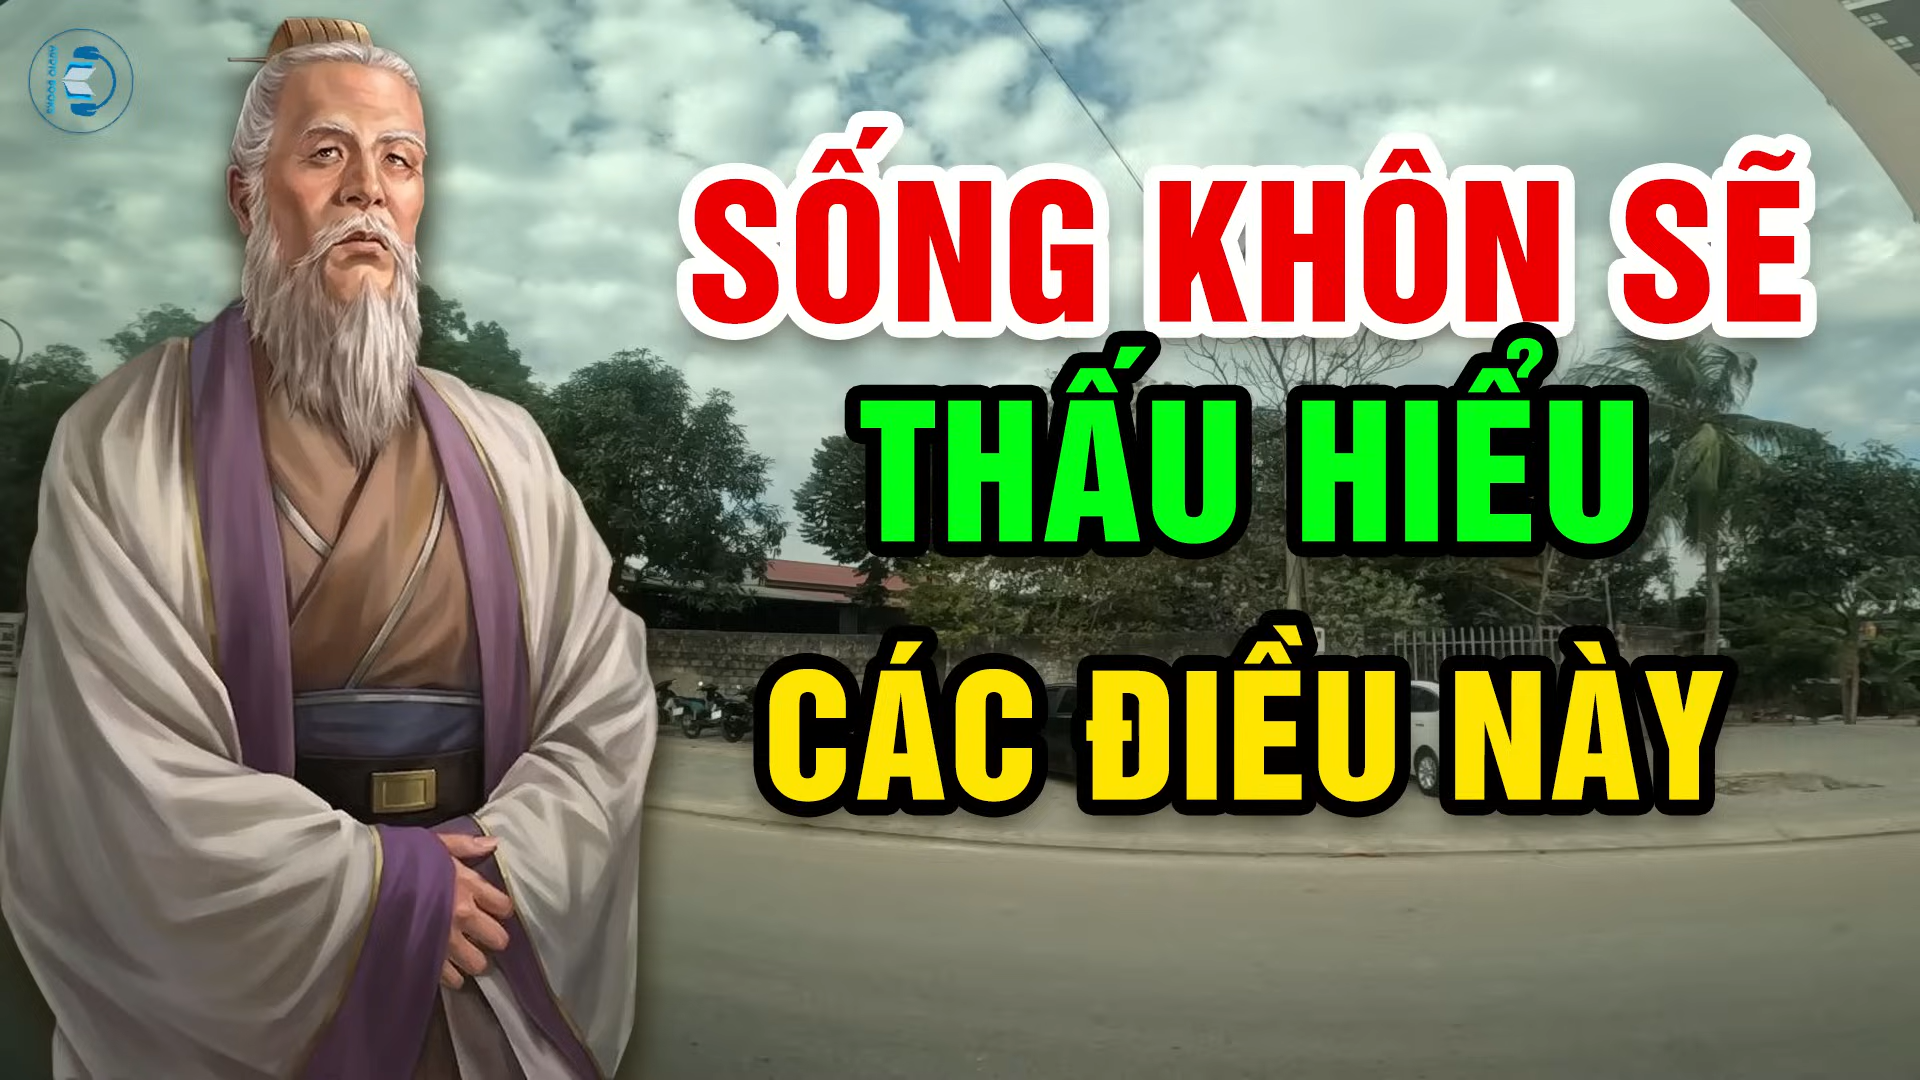 SỐNG KHÔN SẼ
THẤU HIỂU
CÁC ĐIỀU NÀY